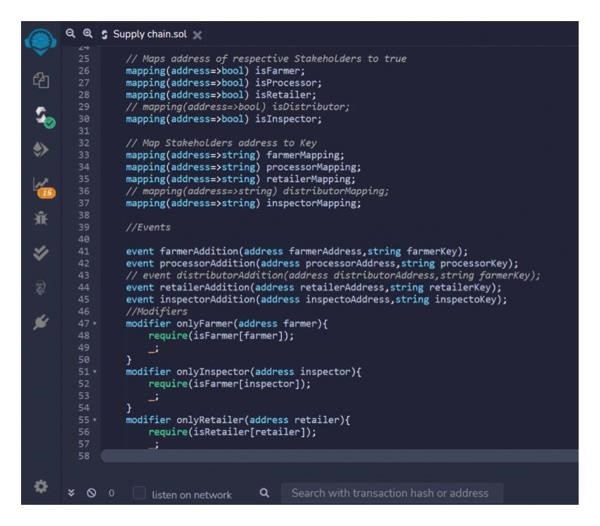 Supply chain.sol
24
25 // Maps address of respective Stakeholders to true
26 mapping(address=>bool) isFarmer;
27 mapping(address=>bool) isProcessor;
28 mapping(address=>bool) isRetailer;
29 // mapping(address=>bool) isDistributor;
30 mapping(address=>bool) isInspector;
31
32 // Map Stakeholders address to Key
33 mapping(address=>string) farmerMapping;
34 mapping(address=>string) processorMapping;
35 mapping(address=>string) retailerMapping;
36 // mapping(address=>string) distributorMapping;
37 mapping(address=>string) inspectorMapping;
38
39 //Events
40
41 event farmerAddition(address farmerAddress,string farmerKey);
42 event processorAddition(address processorAddress,string processorKey);
43 // event distributorAddition(address distributorAddress,string farmerKey);
44 event retailerAddition(address retailerAddress,string retailerKey);
45 event inspectorAddition(address inspectoAddress,string inspectoKey);
46 //Modifiers
47 modifier onlyFarmer(address farmer){
48 require(isFarmer[farmer]);
49 _;
50 }
51 modifier onlyInspector(address inspector){
52 require(isFarmer[inspector]);
53 _;
54 }
55 modifier onlyRetailer(address retailer){
56 require(isRetailer[retailer]);
57 _;
58
15
0 listen on network Search with transaction hash or address